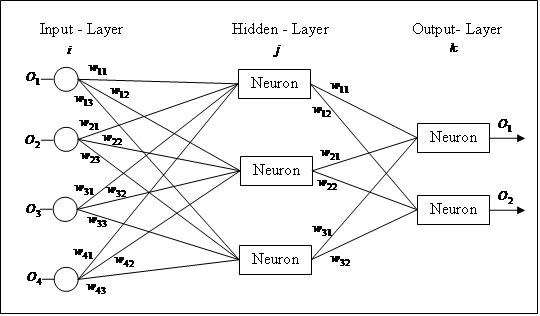 Input - Layer
i
Hidden - Layer
j
Output- Layer
k
O1
w11
w12
w13
O2
w21
w22
w23
O3
w31
w32
w33
O4
w41
w42
w43
Neuron
w11
w12
Neuron
w21
w22
Neuron
w31
w32
Neuron
O1
Neuron
O2